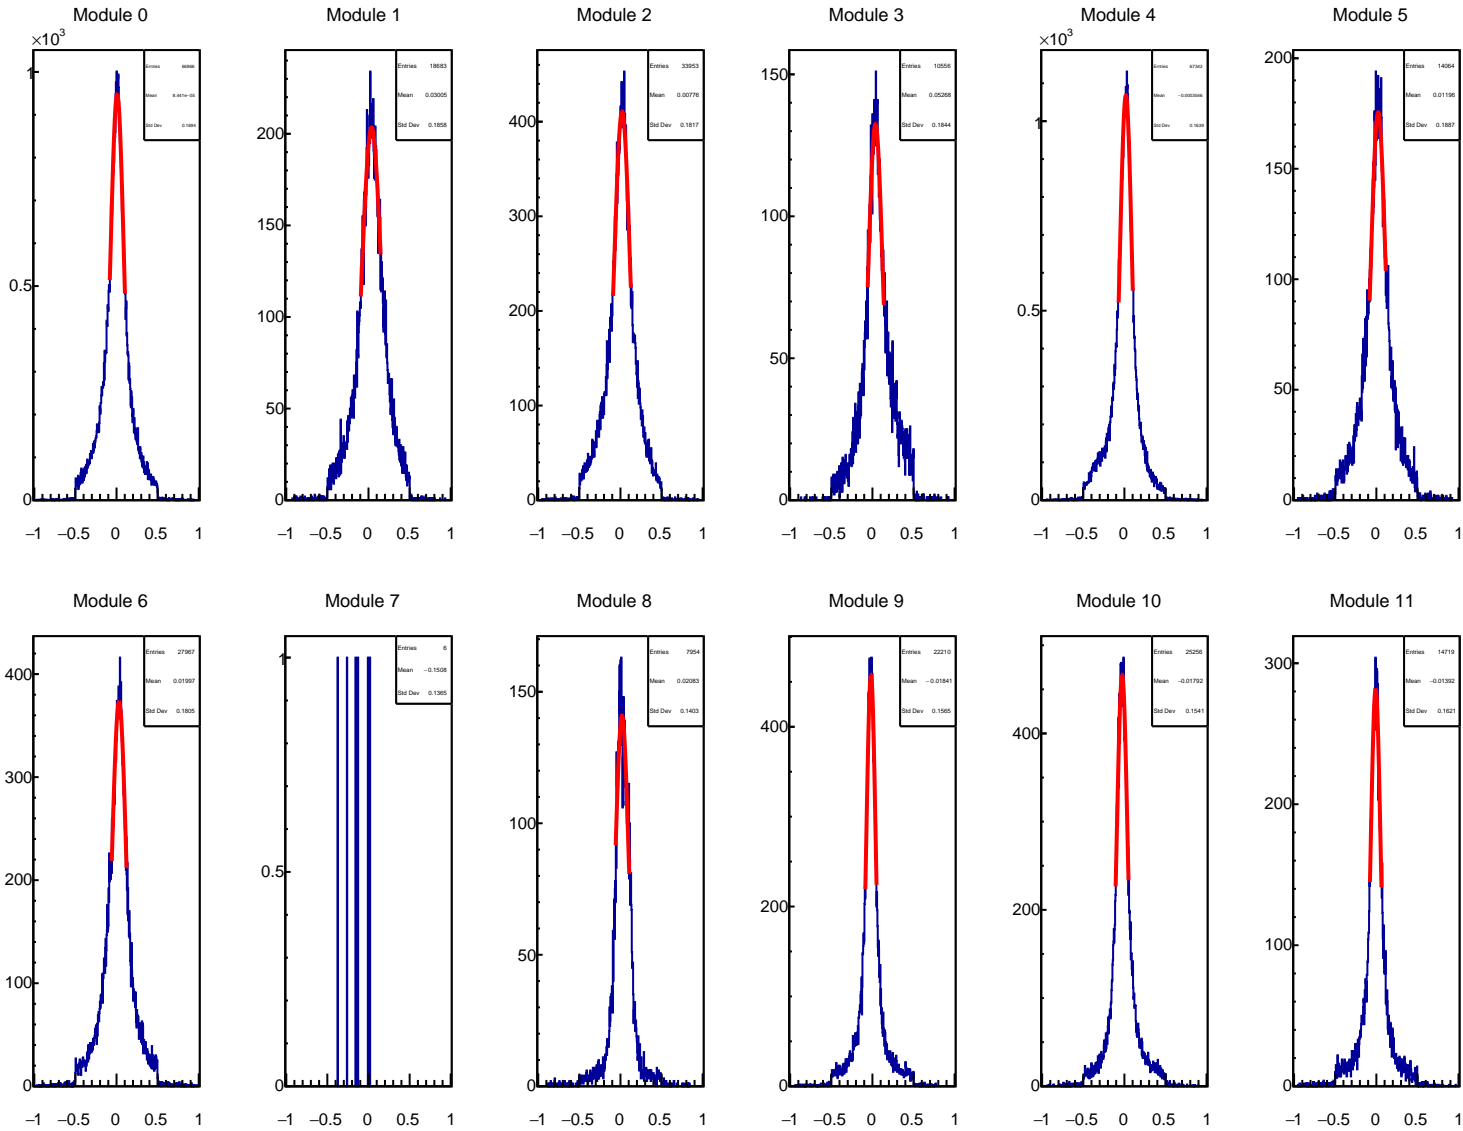 Module 0
Module 1
Module 2
Module 3
Module 4
Module 5
×10³
1
0.5
0
−1 −0.5 0 0.5 1
Entries
Mean 8.441e−05
Std Dev 0.1694
200
150
100
50
0
−1 −0.5 0 0.5 1
Entries 18683
Mean 0.03005
Std Dev 0.1858
400
300
200
100
0
−1 −0.5 0 0.5 1
Entries 33953
Mean 0.00776
Std Dev 0.1817
150
100
50
0
−1 −0.5 0 0.5 1
Entries 10556
Mean 0.05268
Std Dev 0.1844
×10³
1
0.5
0
−1 −0.5 0 0.5 1
Entries 67342
Mean
Std Dev 0.1639
200
150
100
50
0
−1 −0.5 0 0.5 1
Entries 14064
Mean 0.01196
Std Dev 0.1887
Module 6
Module 7
Module 8
Module 9
Module 10
Module 11
400
300
200
100
0
−1 −0.5 0 0.5 1
Entries 27967
Mean 0.01997
Std Dev 0.1805
1
0.5
0
−1 −0.5 0 0.5 1
Entries 6
Mean −0.1508
Std Dev 0.1365
150
100
50
0
−1 −0.5 0 0.5 1
Entries 7954
Mean 0.02083
Std Dev 0.1403
400
200
0
−1 −0.5 0 0.5 1
Entries 22210
Mean −0.01841
Std Dev 0.1565
400
200
0
−1 −0.5 0 0.5 1
Entries 25256
Mean −0.01792
Std Dev 0.1541
300
200
100
0
−1 −0.5 0 0.5 1
Entries 14719
Mean −0.01392
Std Dev 0.1621